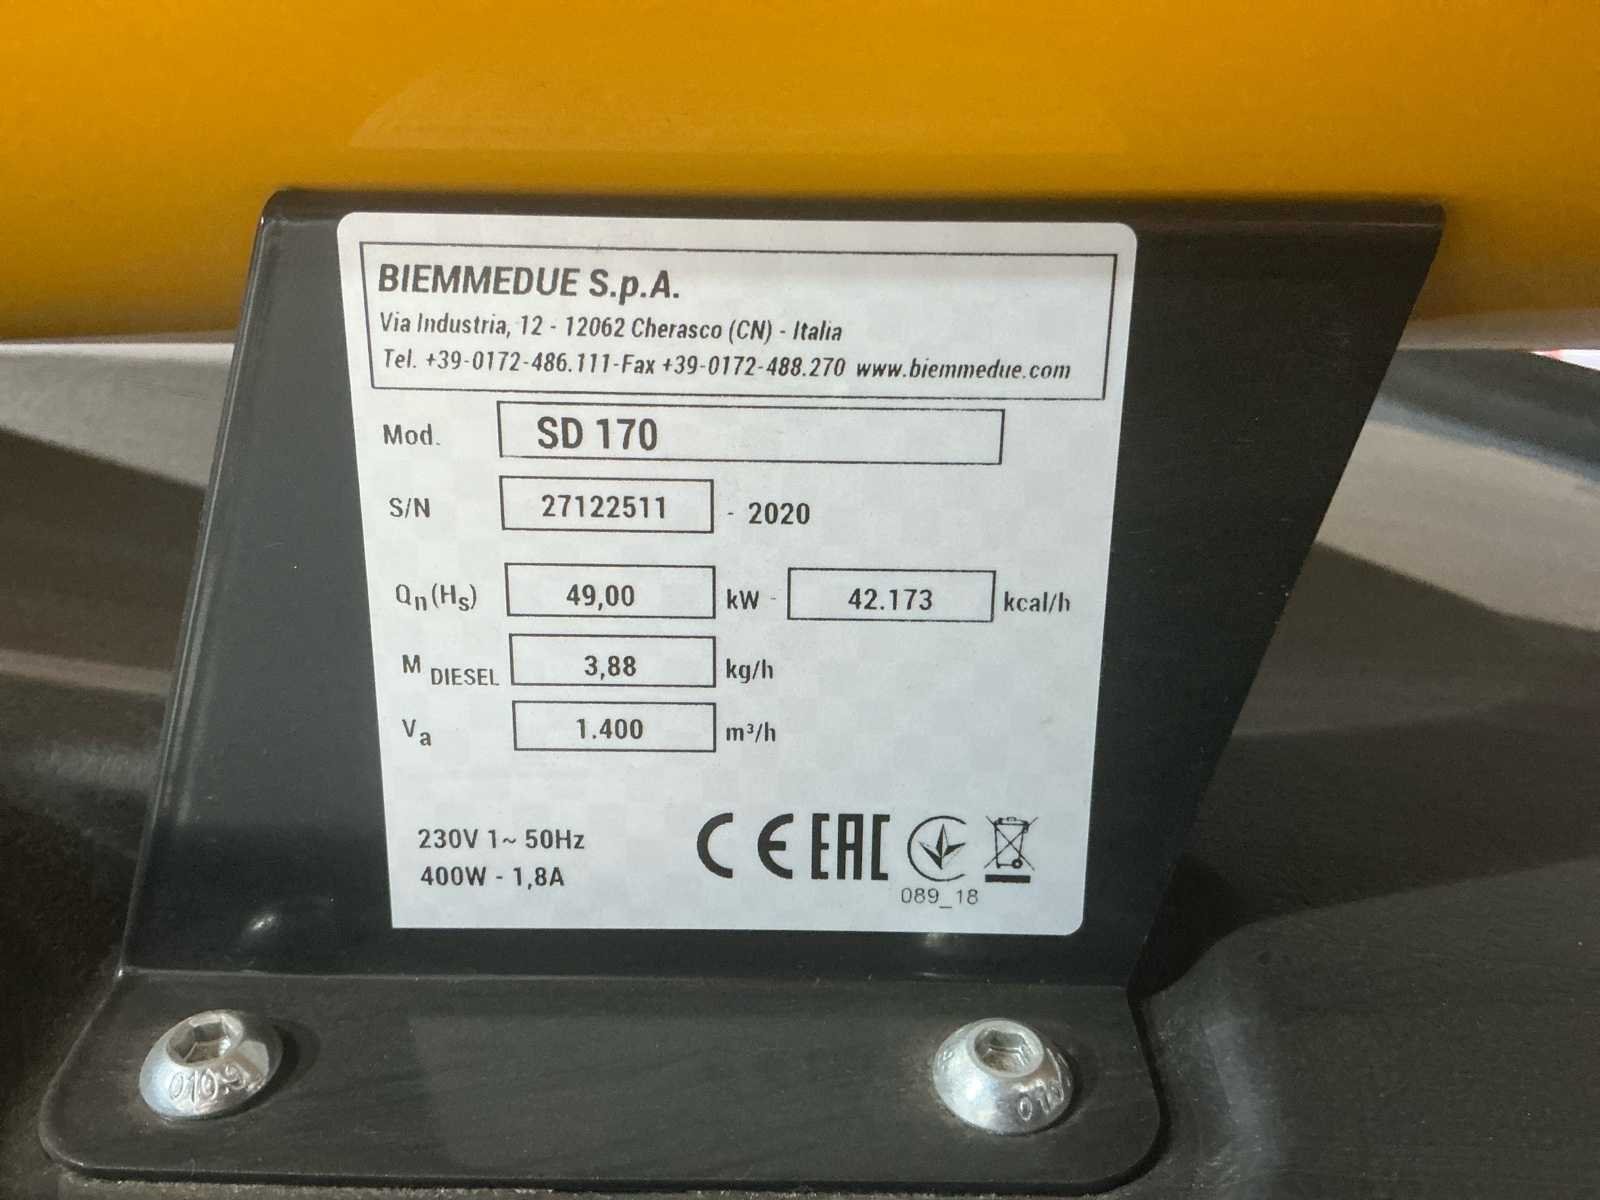 BIEMMEDUE S.p.A.
Via Industria, 12 - 12062 Cherasco (CN) - Italia
Tel. +39-0172-486.111-Fax +39-0172-488.270 www.biemmedue.com
Mod. SD 170
S/N 27122511 - 2020
Qn(Hs) 49,00 kW - 42.173 kcal/h
M DIESEL 3,88 kg/h
Va 1.400 m³/h
230V 1~ 50Hz
400W - 1,8A
CE EAC
089_18
010.9